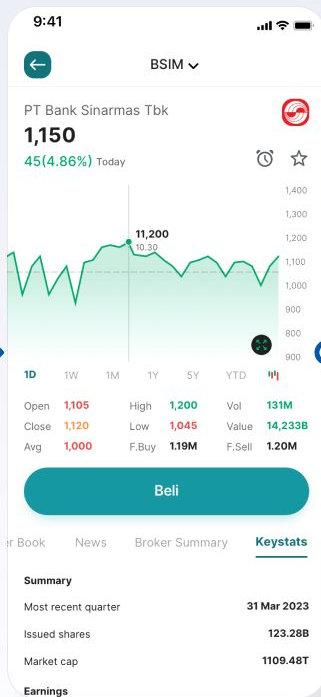 9:41
BSIM
PT Bank Sinarmas Tbk
1,150
45(4.86%) Today
1,400
1,300
11,200
1,200
10.30
1,100
1,000
900
800
900
1D 1W 1M 1Y 5Y YTD
Open 1,105 High 1,200 Vol 131M
Close 1,120 Low 1,045 Value 14,233B
Avg 1,000 F.Buy 1.19M F.Sell 1.20M
Beli
er Book News Broker Summary Keystats
Summary
Most recent quarter 31 Mar 2023
Issued shares 123.28B
Market cap 1109.48T
Earnings